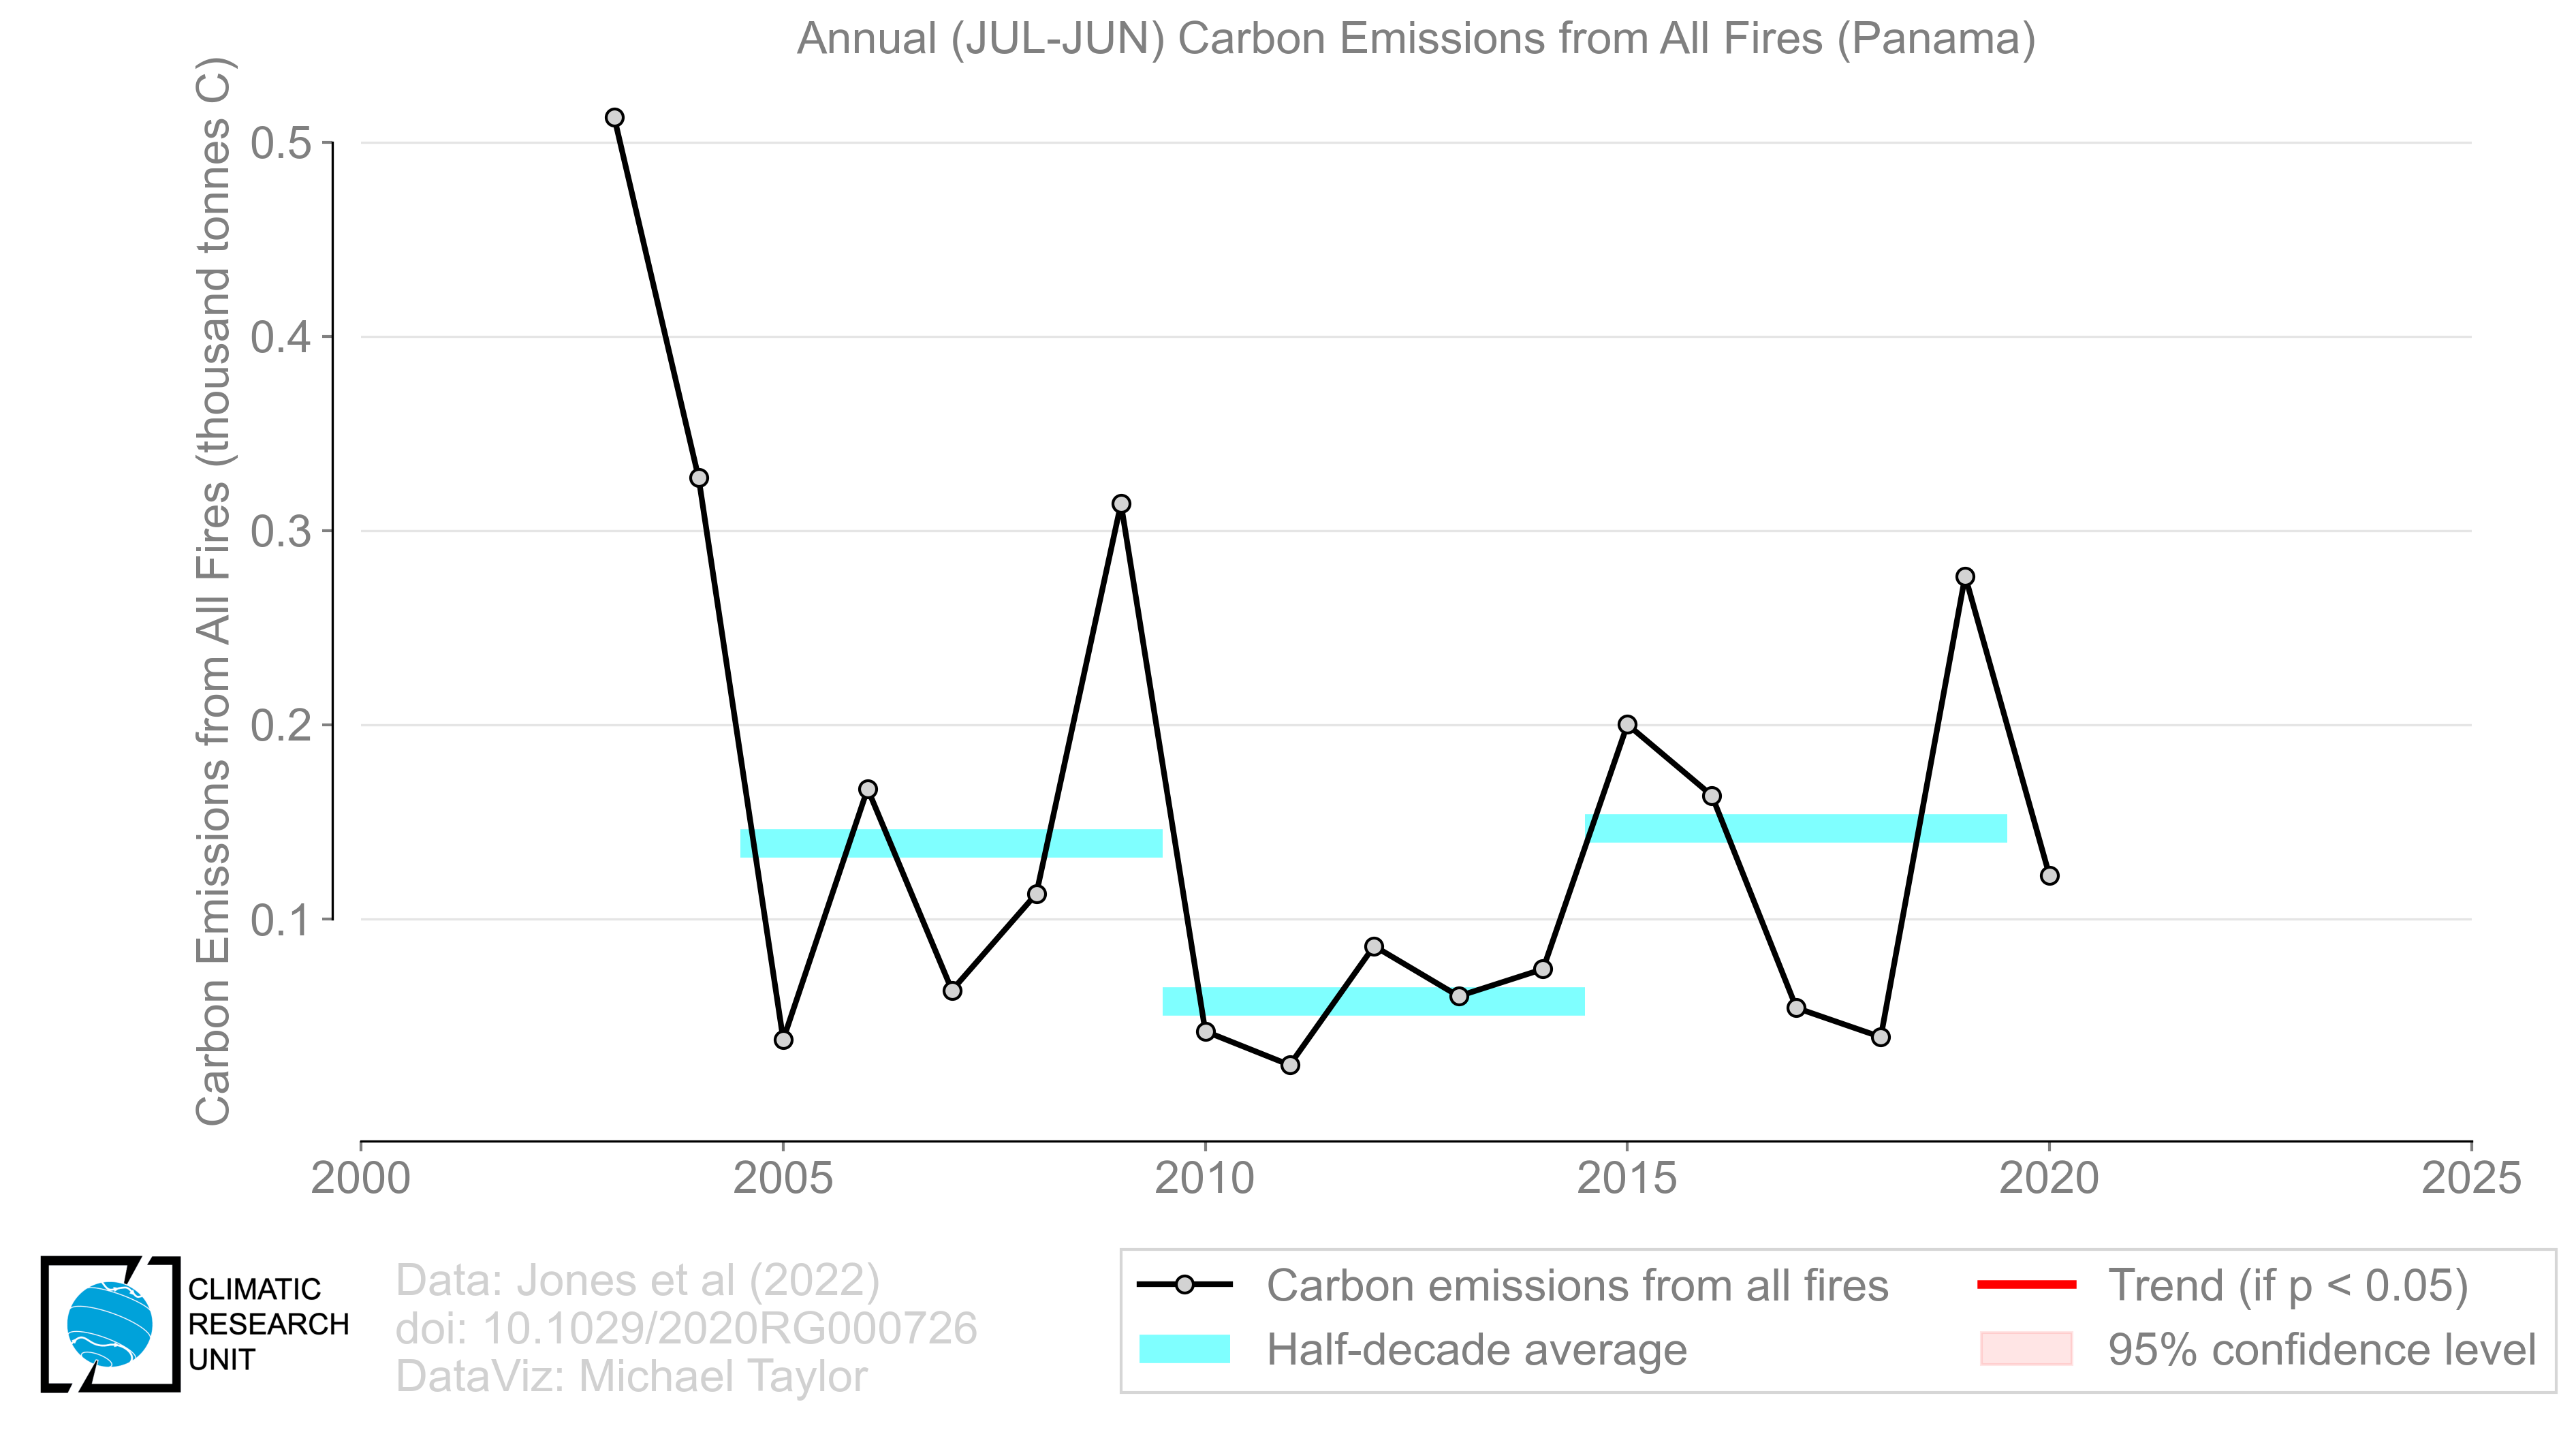 Annual (JUL-JUN) Carbon Emissions from All Fires (Panama)
Carbon Emissions from All Fires (thousand tonnes C)
0.5
0.4
0.3
0.2
0.1
2000 2005 2010 2015 2020 2025
CLIMATIC
RESEARCH
UNIT
Data: Jones et al (2022)
doi: 10.1029/2020RG000726
DataViz: Michael Taylor
Carbon emissions from all fires
Half-decade average
Trend (if p < 0.05)
95% confidence level